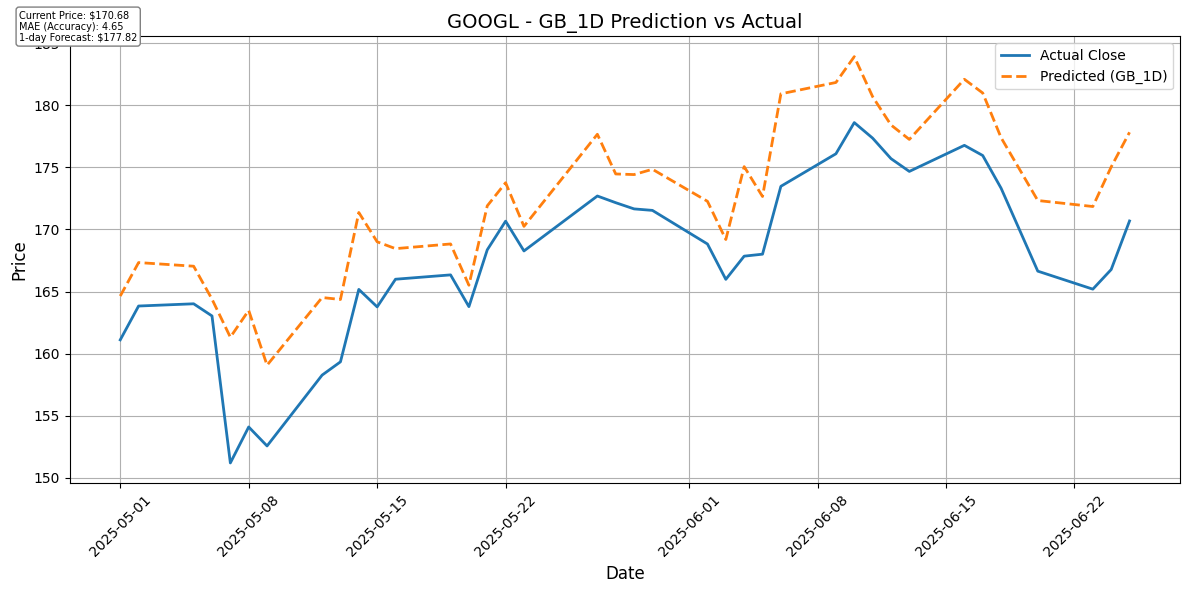 GOOGL - GB_1D Prediction vs Actual
Current Price: $170.68
MAE (Accuracy): 4.65
1-day Forecast: $177.82
Actual Close
Predicted (GB_1D)
Price
185
180
175
170
165
160
155
150
2025-05-01
2025-05-08
2025-05-15
2025-05-22
2025-06-01
2025-06-08
2025-06-15
2025-06-22
Date